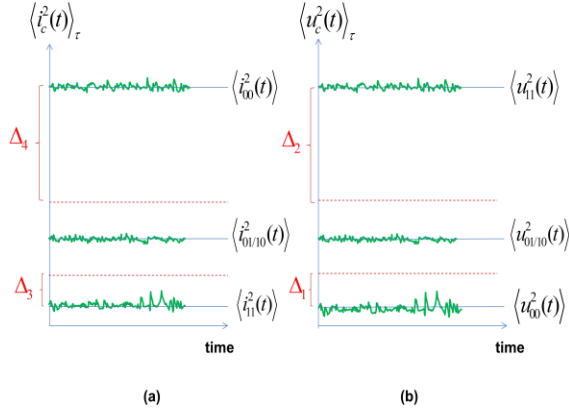 ⟨i_c^2(t)⟩_τ
⟨u_c^2(t)⟩_τ
⟨i_00^2(t)⟩
⟨u_11^2(t)⟩
Δ_4
Δ_2
⟨i_01/10^2(t)⟩
⟨u_01/10^2(t)⟩
Δ_3
Δ_1
⟨i_11^2(t)⟩
⟨u_00^2(t)⟩
time
time
(a)
(b)